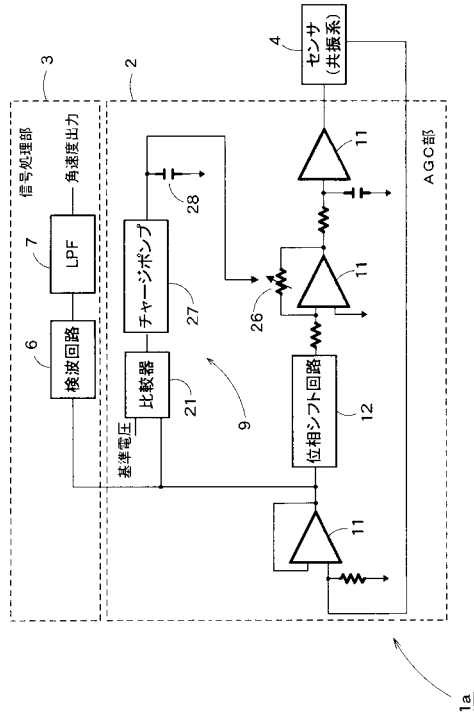 信号処理部
3
角速度出力
LPF
7
検波回路
6
2
基準電圧
比較器
21
チャージポンプ
27
28
9
26
位相シフト回路
12
11
11
11
センサ
(共振系)
4
AGC部
1a